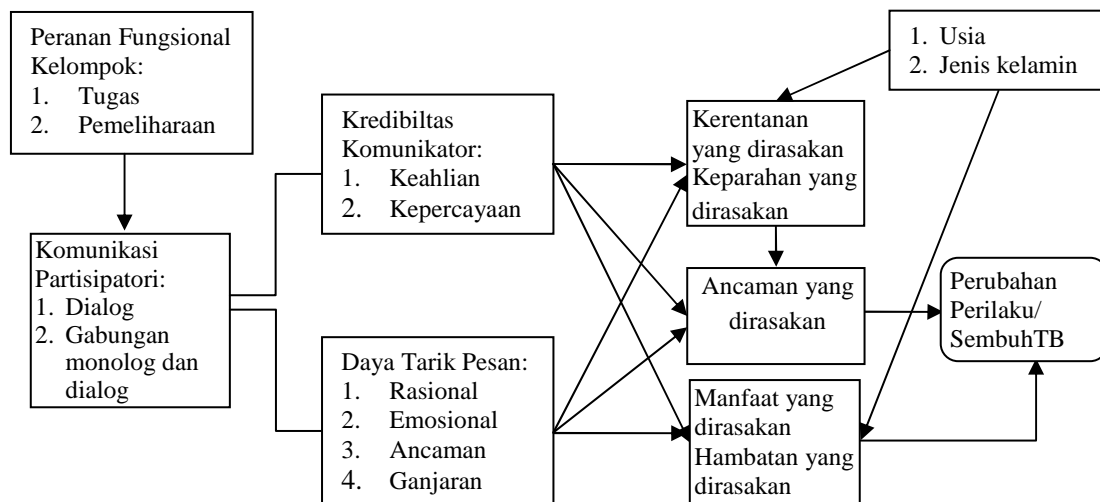 Peranan Fungsional
Kelompok:
1. Tugas
2. Pemeliharaan
Komunikasi
Partisipatori:
1. Dialog
2. Gabungan
monolog dan
dialog
Kredibiltas
Komunikator:
1. Keahlian
2. Kepercayaan
Daya Tarik Pesan:
1. Rasional
2. Emosional
3. Ancaman
4. Ganjaran
1. Usia
2. Jenis kelamin
Kerentanan
yang dirasakan
Keparahan yang
dirasakan
Ancaman yang
dirasakan
Manfaat yang
dirasakan
Hambatan yang
dirasakan
Perubahan
Perilaku/
SembuhTB